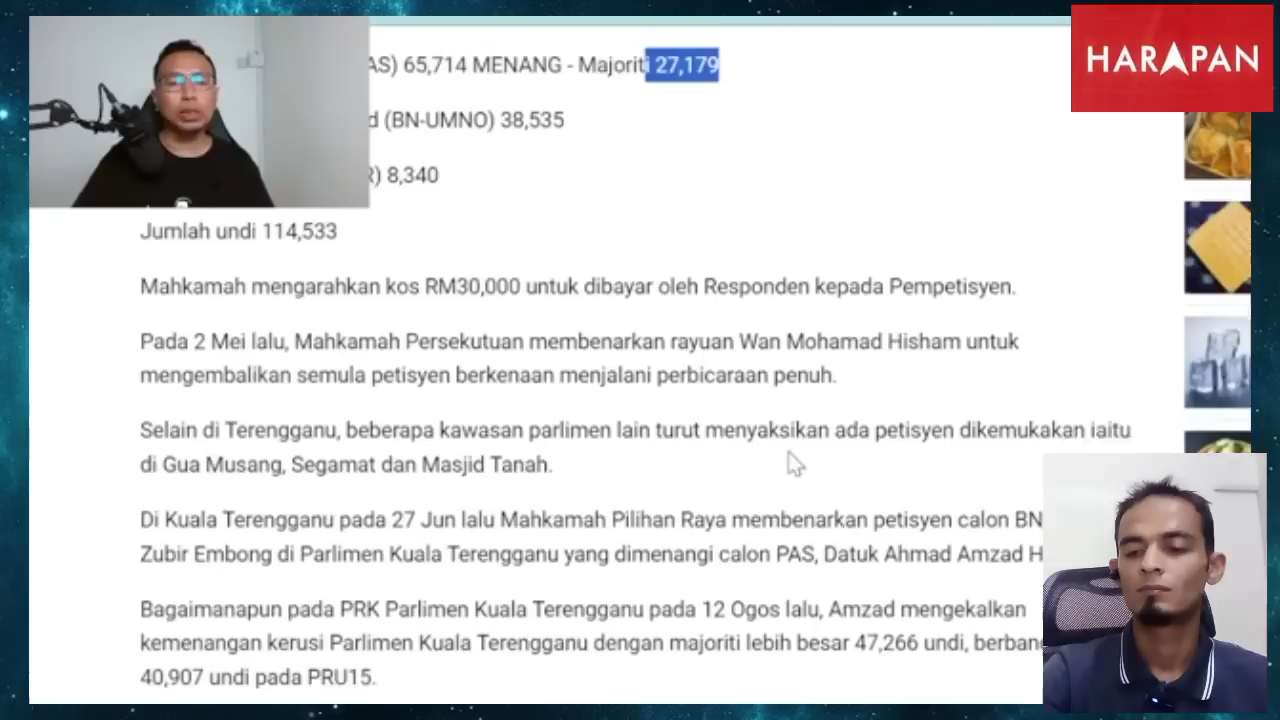 AS) 65,714 MENANG - Majoriti 27,179
HARAPAN
d (BN-UMNO) 38,535
R) 8,340
Jumlah undi 114,533
Mahkamah mengarahkan kos RM30,000 untuk dibayar oleh Responden kepada Pempetisyen.
Pada 2 Mei lalu, Mahkamah Persekutuan membenarkan rayuan Wan Mohamad Hisham untuk
mengembalikan semula petisyen berkenaan menjalani perbicaraan penuh.
Selain di Terengganu, beberapa kawasan parlimen lain turut menyaksikan ada petisyen dikemukakan iaitu
di Gua Musang, Segamat dan Masjid Tanah.
Di Kuala Terengganu pada 27 Jun lalu Mahkamah Pilihan Raya membenarkan petisyen calon BN
Zubir Embong di Parlimen Kuala Terengganu yang dimenangi calon PAS, Datuk Ahmad Amzad H
Bagaimanapun pada PRK Parlimen Kuala Terengganu pada 12 Ogos lalu, Amzad mengekalkan
kemenangan kerusi Parlimen Kuala Terengganu dengan majoriti lebih besar 47,266 undi, berban
40,907 undi pada PRU15.